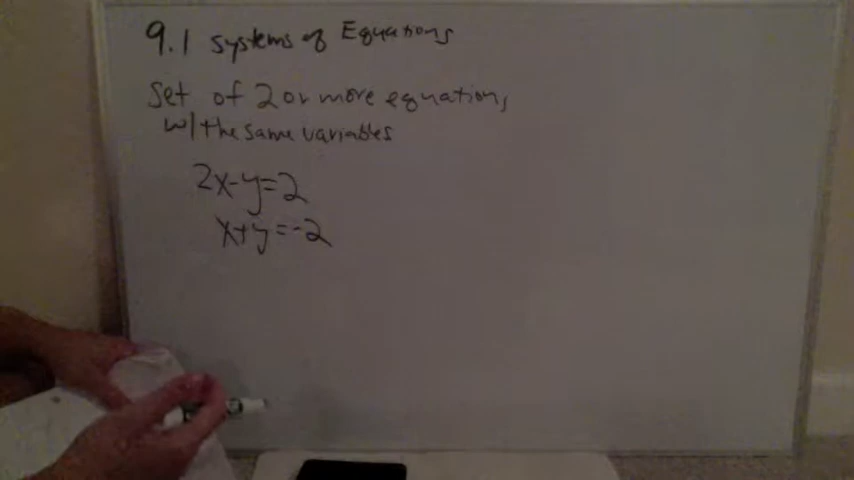 9.1 Systems of Equations
Set of 2 or more equations
w/ the same variables
2x-y=2
x+y=-2